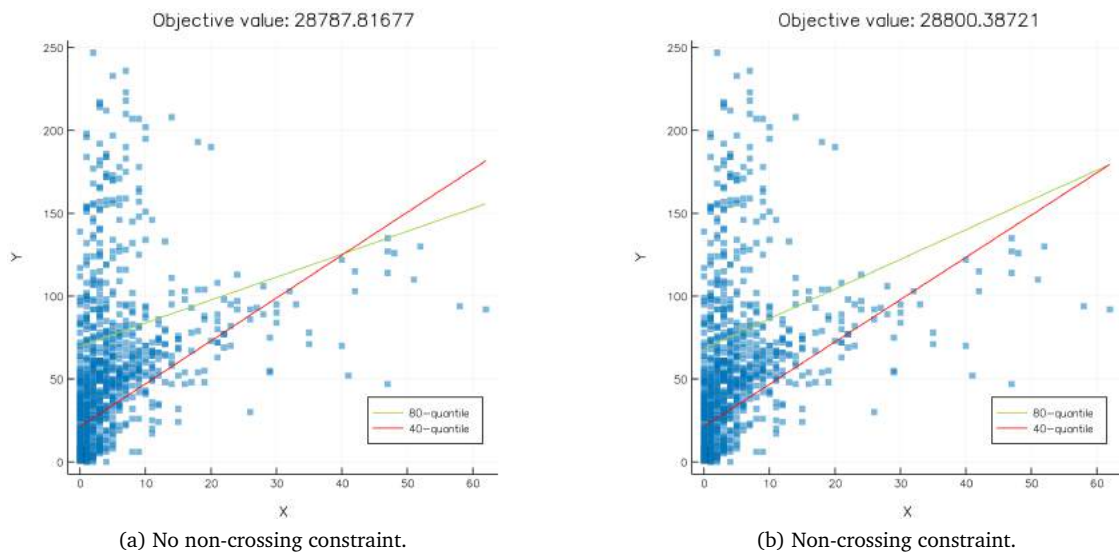 Objective value: 28787.81677
250
200
150
100
50
0
Y
0 10 20 30 40 50 60
X
80-quantile
40-quantile
(a) No non-crossing constraint.
Objective value: 28800.38721
250
200
150
100
50
0
Y
0 10 20 30 40 50 60
X
80-quantile
40-quantile
(b) Non-crossing constraint.